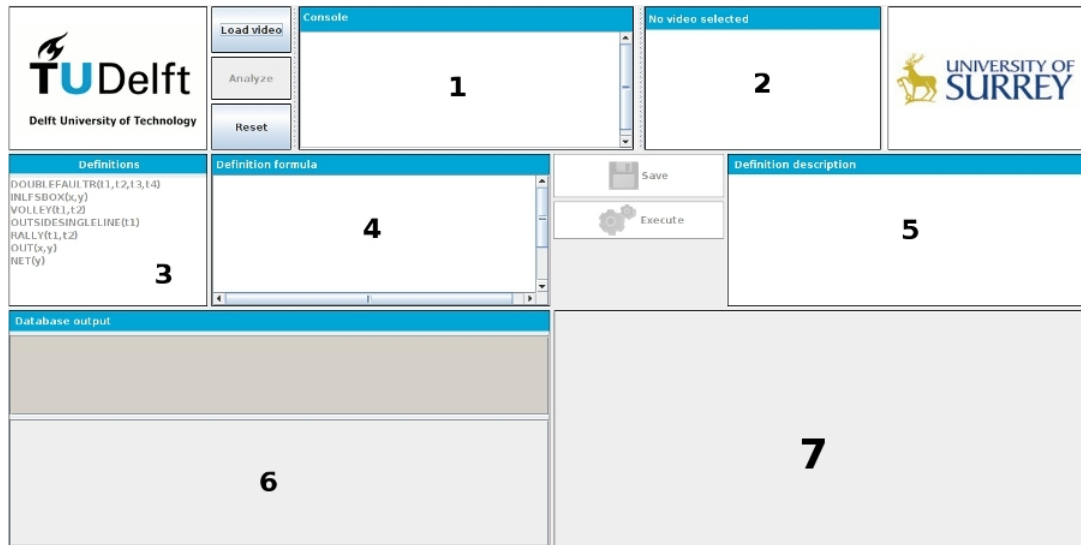 TUDelft
Delft University of Technology
Load video
Analyze
Reset
Console
1
No video selected
2
UNIVERSITY OF
SURREY
Definitions
DOUBLEFAULTR(t1,t2,t3,t4)
INLFSBOX(x,y)
VOLLEY(t1,t2)
OUTSIDESINGLELINE(t1)
RALLY(t1,t2)
OUT(x,y)
NET(y)
3
Definition formula
4
Save
Execute
Definition description
5
Database output
6
7